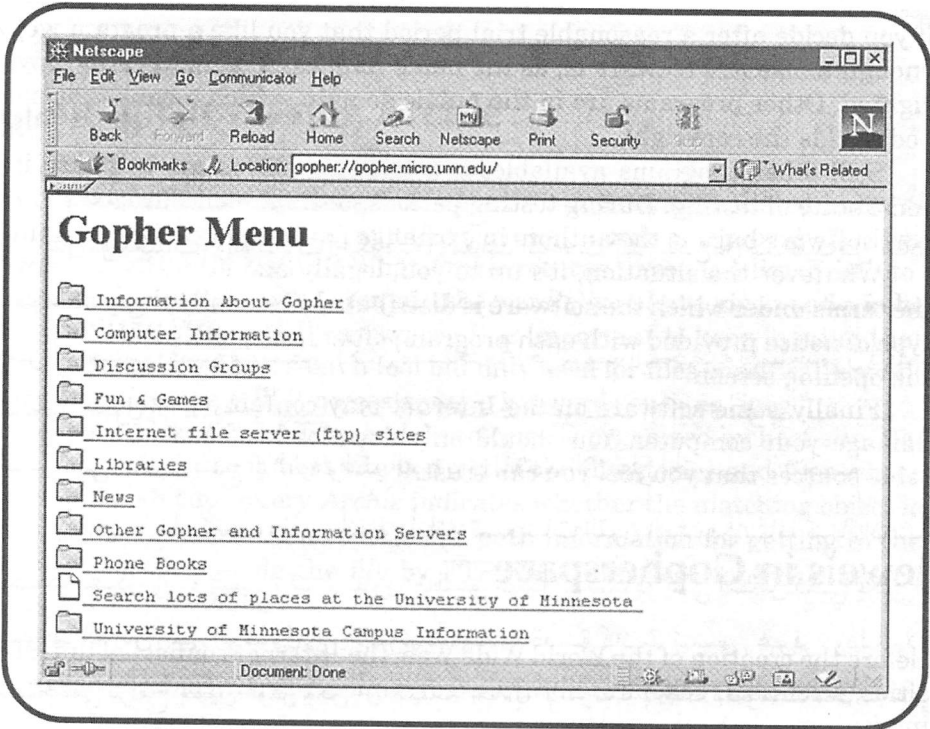 Netscape
File Edit View Go Communicator Help
Back Forward Reload Home Search Netscape Print Security
My
N
Bookmarks Location: gopher://gopher.micro.umn.edu/ What's Related
Gopher Menu
Information About Gopher
Computer Information
Discussion Groups
Fun & Games
Internet file server (ftp) sites
Libraries
News
Other Gopher and Information Servers
Phone Books
Search lots of places at the University of Minnesota
University of Minnesota Campus Information
Document: Done